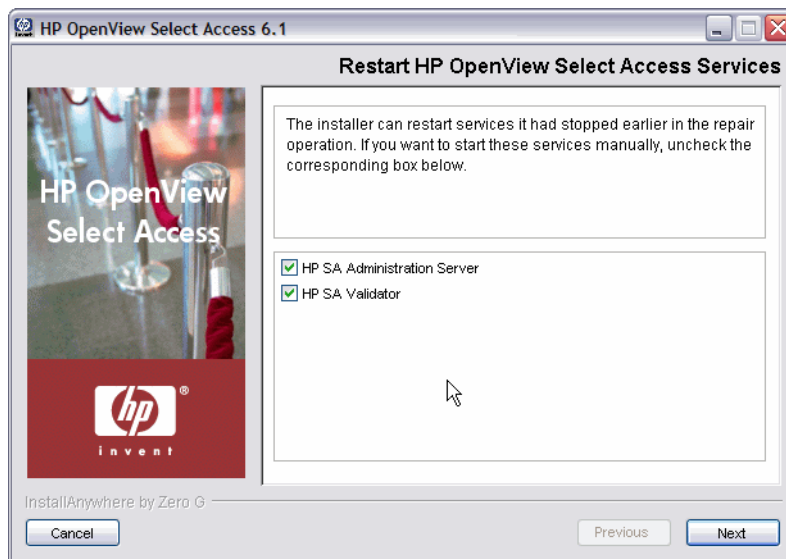 HP OpenView Select Access 6.1
Restart HP OpenView Select Access Services
The installer can restart services it had stopped earlier in the repair
operation. If you want to start these services manually, uncheck the
corresponding box below.
HP OpenView
Select Access
HP SA Administration Server
HP SA Validator
hp
®
invent
InstallAnywhere by Zero G
Cancel
Previous
Next